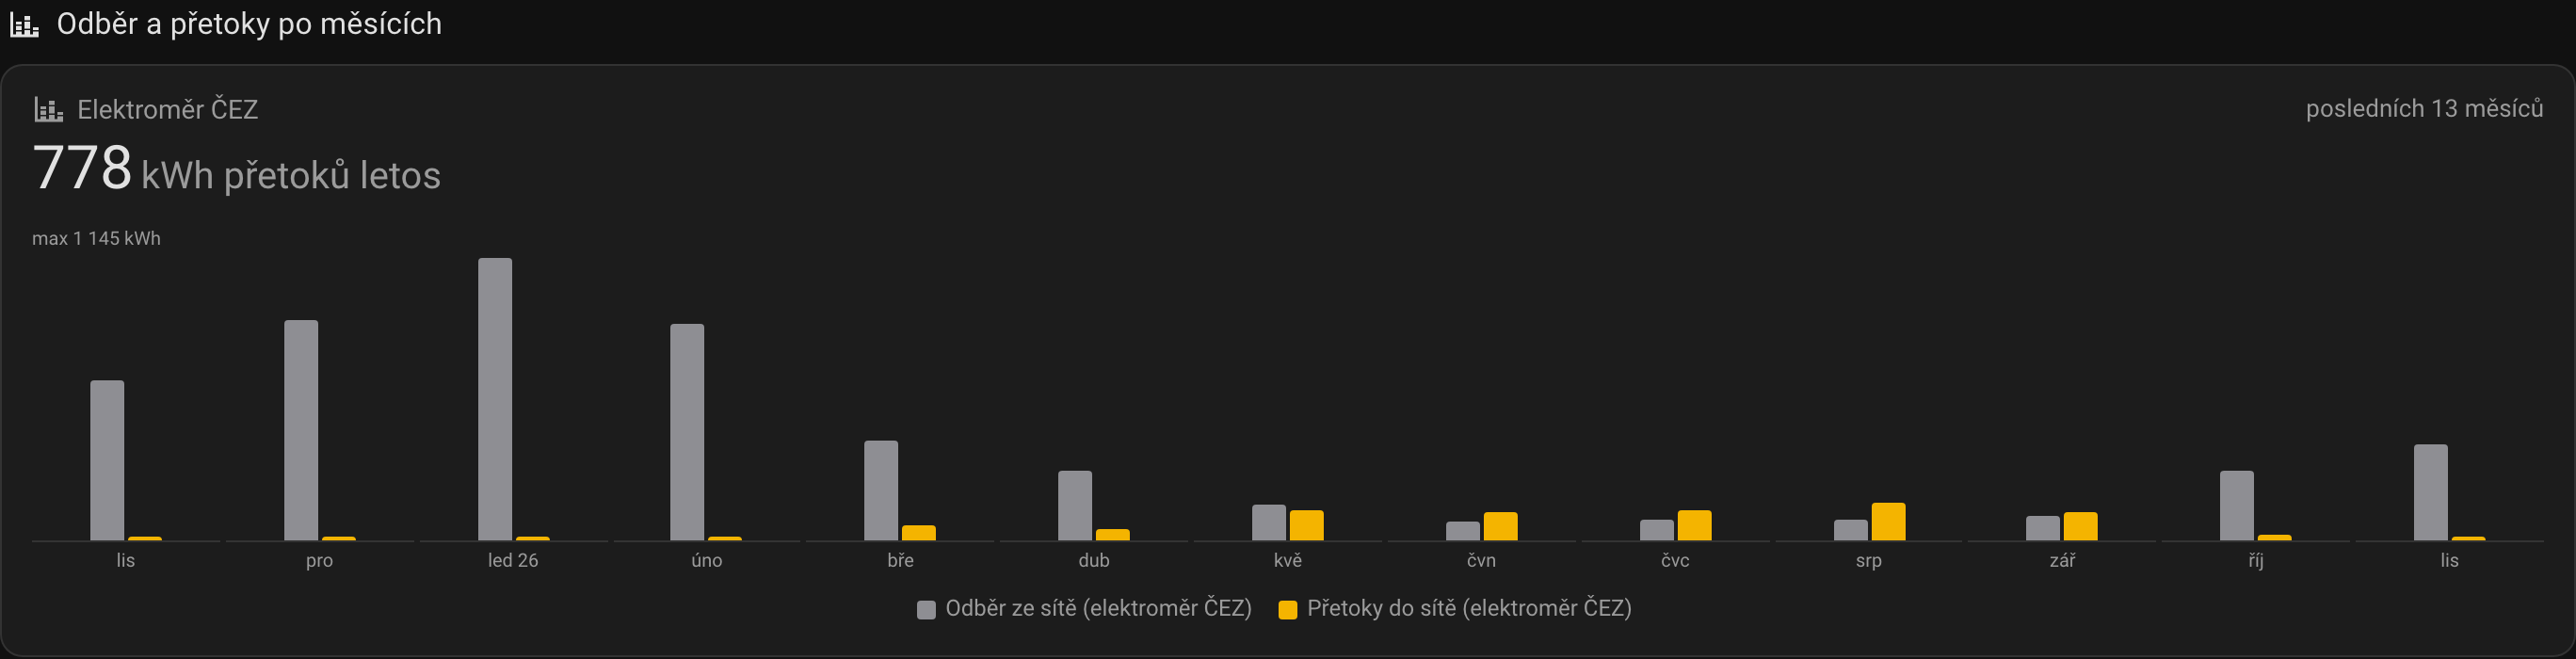 Odběr a přetoky po měsících
Elektroměr ČEZ
posledních 13 měsíců
778 kWh přetoků letos
max 1 145 kWh
lis pro led 26 úno bře dub kvě čvn čvc srp zář říj lis
Odběr ze sítě (elektroměr ČEZ) Přetoky do sítě (elektroměr ČEZ)